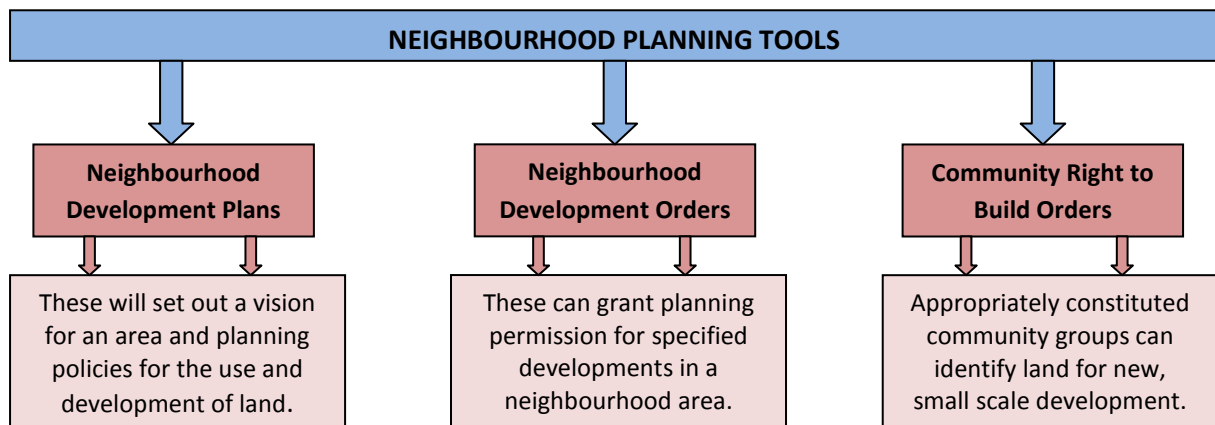 NEIGHBOURHOOD PLANNING TOOLS
Neighbourhood
Development Plans
These will set out a vision
for an area and planning
policies for the use and
development of land.
Neighbourhood
Development Orders
These can grant planning
permission for specified
developments in a
neighbourhood area.
Community Right to
Build Orders
Appropriately constituted
community groups can
identify land for new,
small scale development.